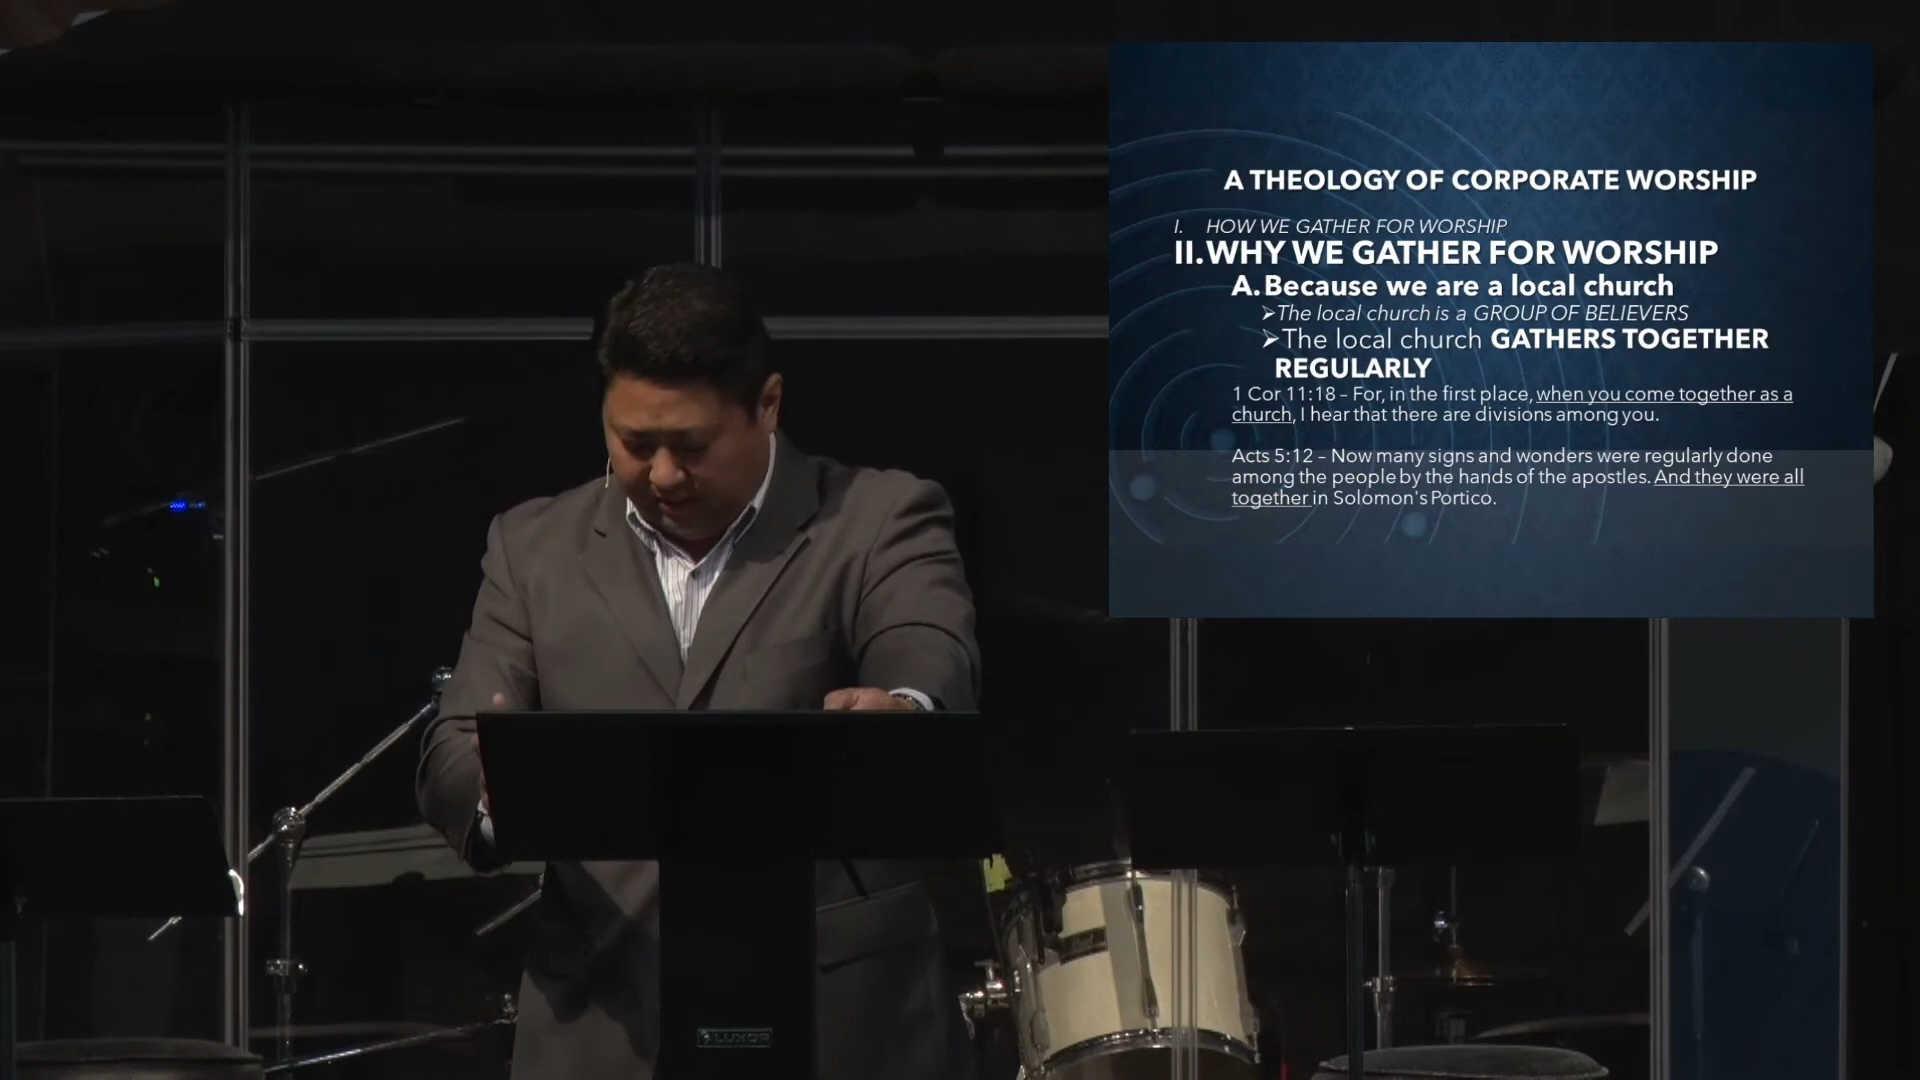 A THEOLOGY OF CORPORATE WORSHIP
I. HOW WE GATHER FOR WORSHIP
II. WHY WE GATHER FOR WORSHIP
A. Because we are a local church
➢The local church is a GROUP OF BELIEVERS
➢The local church GATHERS TOGETHER
REGULARLY
1 Cor 11:18 – For, in the first place, when you come together as a
church, I hear that there are divisions among you.
Acts 5:12 – Now many signs and wonders were regularly done
among the people by the hands of the apostles. And they were all
together in Solomon's Portico.
LUXOR